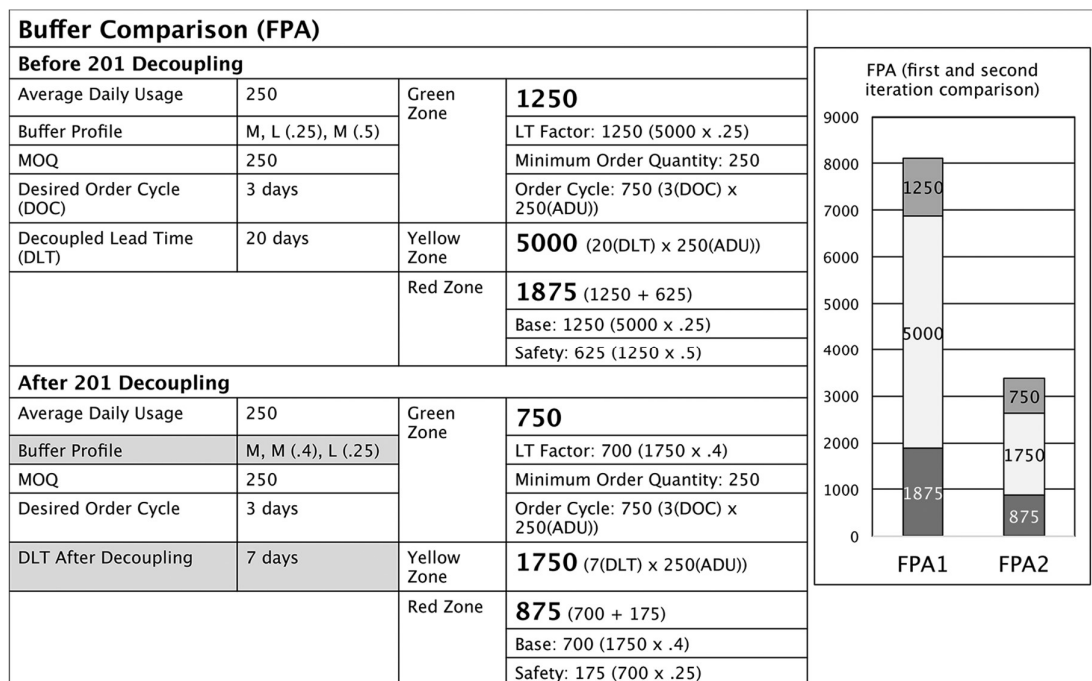 Buffer Comparison (FPA)
Before 201 Decoupling
Average Daily Usage 250 Green Zone 1250
Buffer Profile M, L (.25), M (.5) LT Factor: 1250 (5000 x .25)
MOQ 250 Minimum Order Quantity: 250
Desired Order Cycle (DOC) 3 days Order Cycle: 750 (3(DOC) x 250(ADU))
Decoupled Lead Time (DLT) 20 days Yellow Zone 5000 (20(DLT) x 250(ADU))
Red Zone 1875 (1250 + 625)
Base: 1250 (5000 x .25)
Safety: 625 (1250 x .5)
After 201 Decoupling
Average Daily Usage 250 Green Zone 750
Buffer Profile M, M (.4), L (.25) LT Factor: 700 (1750 x .4)
MOQ 250 Minimum Order Quantity: 250
Desired Order Cycle 3 days Order Cycle: 750 (3(DOC) x 250(ADU))
DLT After Decoupling 7 days Yellow Zone 1750 (7(DLT) x 250(ADU))
Red Zone 875 (700 + 175)
Base: 700 (1750 x .4)
Safety: 175 (700 x .25)
FPA (first and second
iteration comparison)
9000
8000
7000
6000
5000
4000
3000
2000
1000
0
1250
5000
1875
750
1750
875
FPA1 FPA2